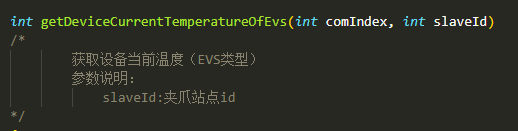 int getDeviceCurrentTemperatureOfEvs(int comIndex, int slaveId)
/*
获取设备当前温度（EVS类型）
参数说明：
slaveId:夹爪站点id
*/